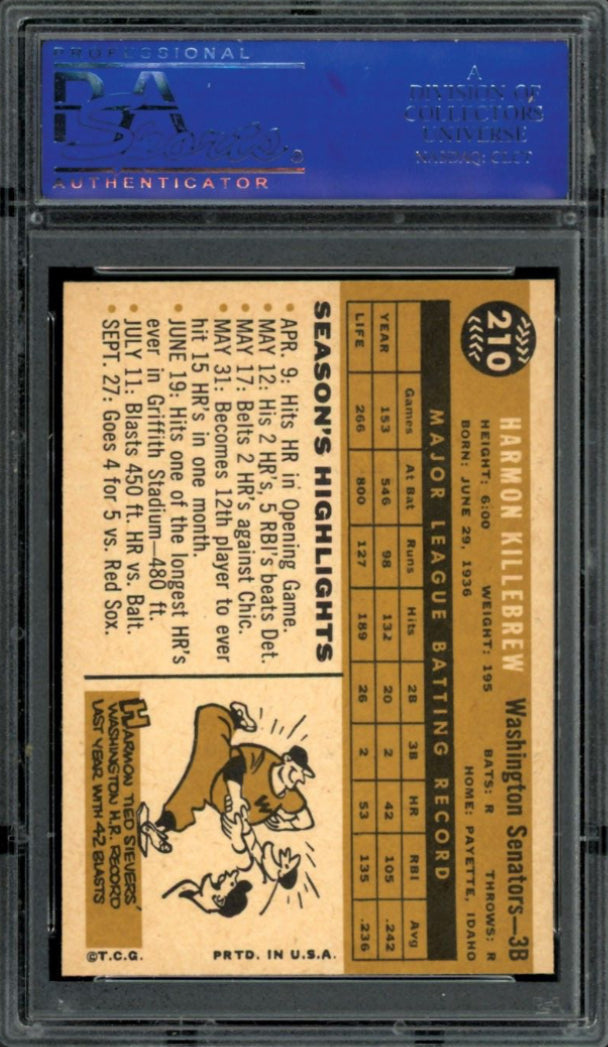 PROFESSIONAL
PSA
Sports
AUTHENTICATOR
A
DIVISION OF
COLLECTORS
UNIVERSE
NASDAQ: CLCT
210
HARMON KILLEBREW Washington Senators—3B
HEIGHT: 6:00 WEIGHT: 195 BATS: R THROWS: R
BORN: JUNE 29, 1936 HOME: PAYETTE, IDAHO
MAJOR LEAGUE BATTING RECORD
Games At Bat Runs Hits 2B 3B HR RBI Avg
YEAR 153 546 98 132 20 2 42 105 .242
LIFE 266 800 127 189 26 2 53 135 .236
SEASON'S HIGHLIGHTS
• APR. 9: Hits HR in Opening Game.
• MAY 12: His 2 HR's, 5 RBI's beats Det.
• MAY 17: Belts 2 HR's against Chic.
• MAY 31: Becomes 12th player to ever
hit 15 HR's in one month.
• JUNE 19: Hits one of the longest HR's
ever in Griffith Stadium—480 ft.
• JULY 11: Blasts 450 ft. HR vs. Balt.
• SEPT. 27: Goes 4 for 5 vs. Red Sox.
W
HARMON TIED SIEVERS'
WASHINGTON H.R. RECORD
LAST YEAR WITH 42 BLASTS
©T.C.G. PRTD. IN U.S.A.